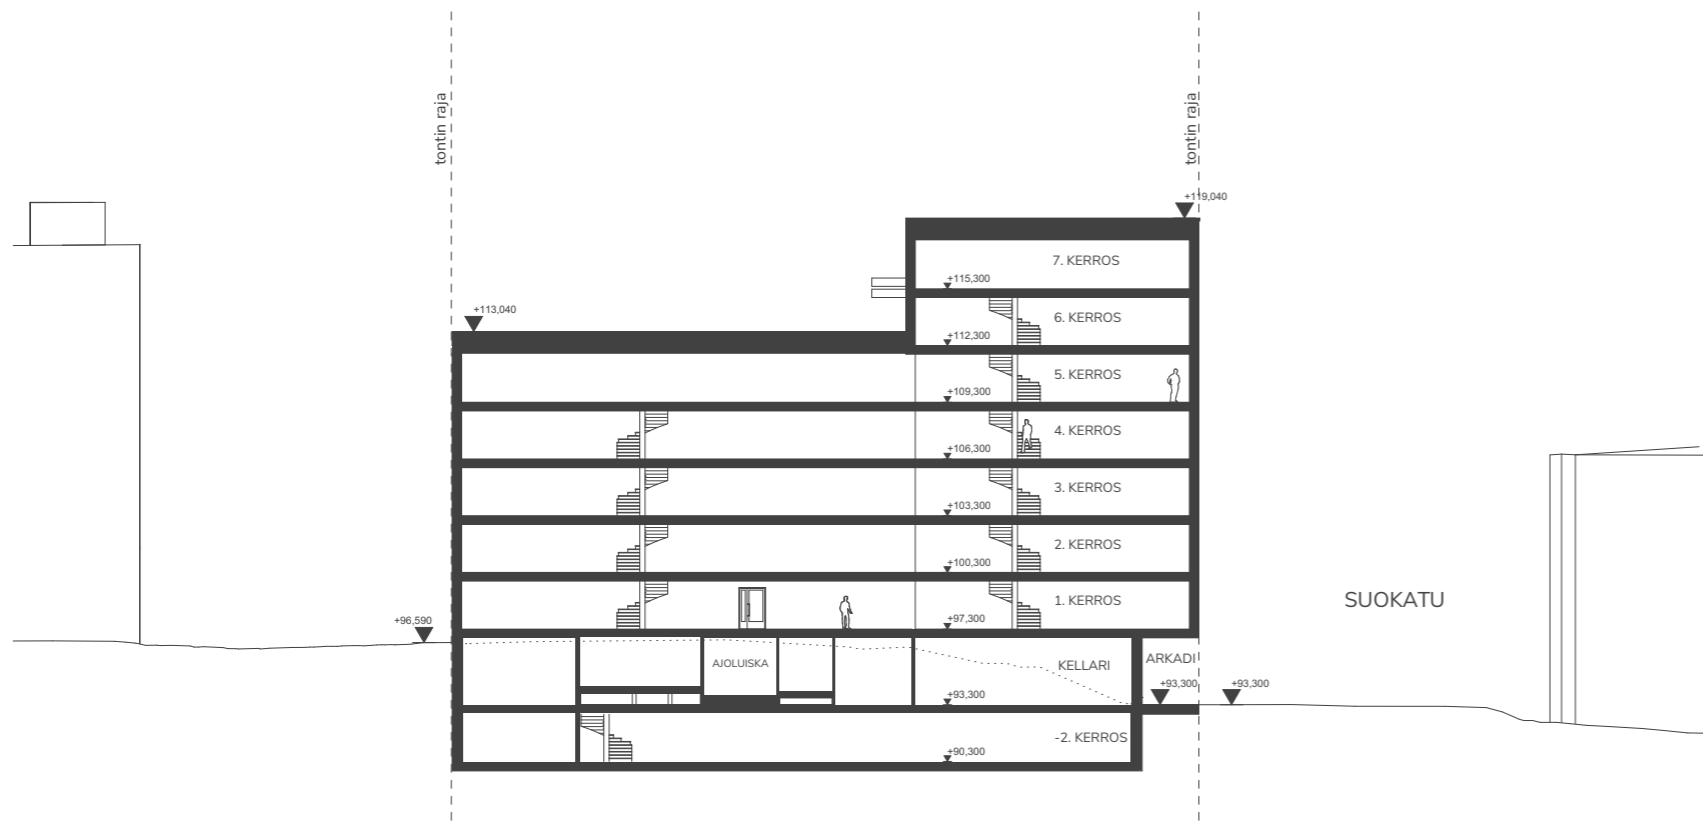 tontin raja
tontin raja
+119,040
7. KERROS
+115,300
+113,040
6. KERROS
+112,300
5. KERROS
+109,300
4. KERROS
+106,300
3. KERROS
+103,300
2. KERROS
+100,300
1. KERROS
SUOKATU
+96,590
+97,300
AJOLUISKA
KELLARI
ARKADI
+93,300
+93,300
+93,300
-2. KERROS
+90,300